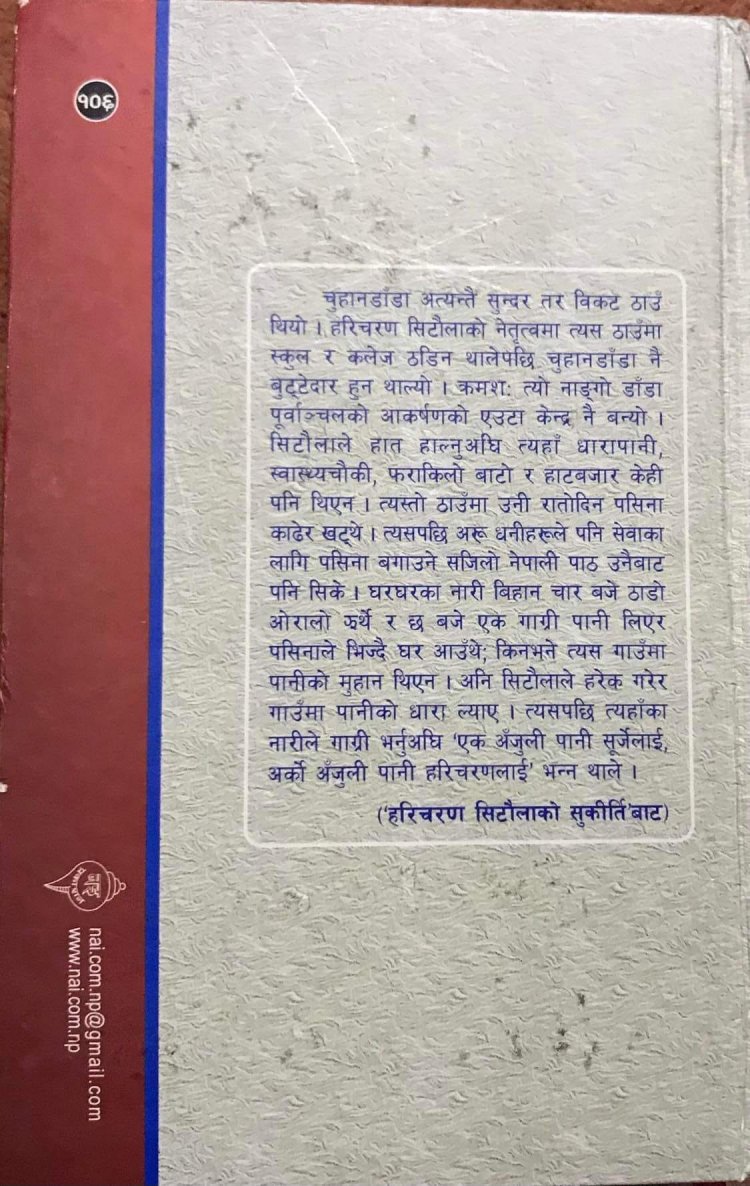 १०६
चुहानडाँडा अत्यन्तै सुन्दर तर विकट ठाउँ
थियो । हरिचरण सिटौलाको नेतृत्वमा त्यस ठाउँमा
स्कुल र कलेज ठडिन थालेपछि चुहानडाँडा नै
बुट्टेदार हुन थाल्यो । क्रमशः त्यो नाङ्गो डाँडा
पूर्वाञ्चलको आकर्षणको एउटा केन्द्र नै बन्यो ।
सिटौलाले हात हाल्नुअघि त्यहाँ धारापानी,
स्वास्थ्यचौकी, फराकिलो बाटो र हाटबजार केही
पनि थिएन । त्यस्तो ठाउँमा उनी रातोदिन पसिना
काढेर खट्थे । त्यसपछि अरू धनीहरूले पनि सेवाका
लागि पसिना बगाउने सजिलो नेपाली पाठ उनैबाट
पनि सिके । घरघरका नारी बिहान चार बजे ठाडो
ओरालो झर्थे र छ बजे एक गाग्री पानी लिएर
पसिनाले भिज्दै घर आउँथे; किनभने त्यस गाउँमा
पानीको मुहान थिएन । अनि सिटौलाले हरेक गरेर
गाउँमा पानीको धारा ल्याए । त्यसपछि त्यहाँका
नारीले गाग्री भर्नुअघि 'एक अँजुली पानी सूर्जेलाई,
अर्को अँजुली पानी हरिचरणलाई' भन्न थाले ।
('हरिचरण सिटौलाको सुकीर्ति'बाट)
नइ
प्रकाशन
nai.com.np@gmail.com
www.nai.com.np